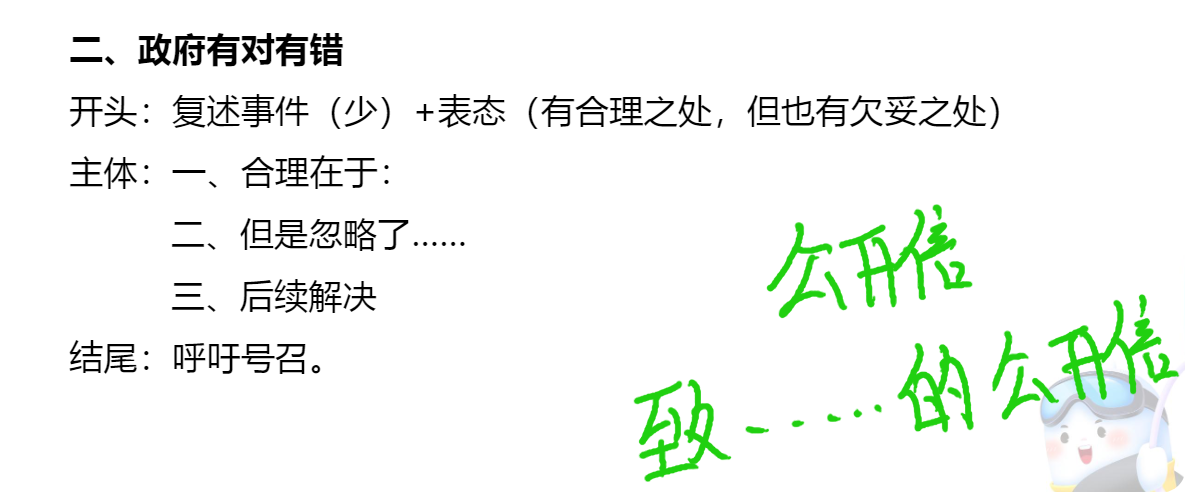 二、政府有对有错
开头：复述事件（少）+表态（有合理之处，但也有欠妥之处）
主体：一、合理在于：
二、但是忽略了......
三、后续解决
结尾：呼吁号召。
公开信
致......的公开信